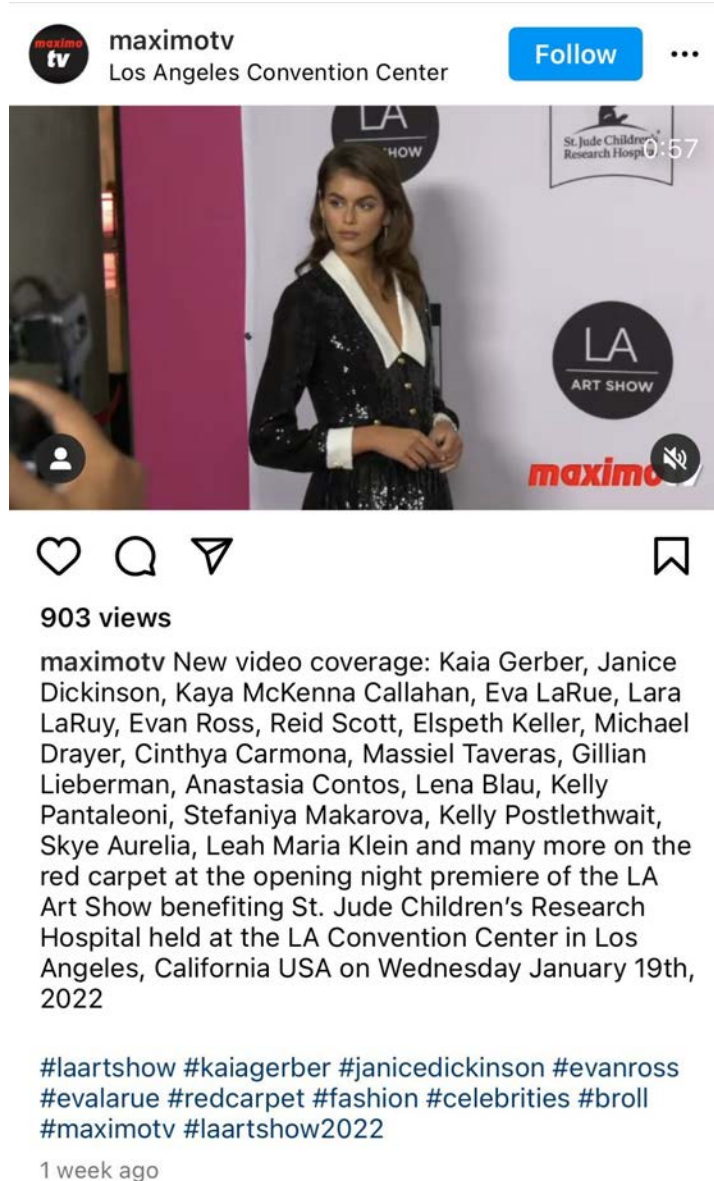 maximo
tv
maximotv
Los Angeles Convention Center
Follow
LA
SHOW
St. Jude Children's
Research
0:57
LA
ART SHOW
maximo
903 views
maximotv New video coverage: Kaia Gerber, Janice
Dickinson, Kaya McKenna Callahan, Eva LaRue, Lara
LaRuy, Evan Ross, Reid Scott, Elspeth Keller, Michael
Drayer, Cinthya Carmona, Massiel Taveras, Gillian
Lieberman, Anastasia Contos, Lena Blau, Kelly
Pantaleoni, Stefaniya Makarova, Kelly Postlethwait,
Skye Aurelia, Leah Maria Klein and many more on the
red carpet at the opening night premiere of the LA
Art Show benefiting St. Jude Children's Research
Hospital held at the LA Convention Center in Los
Angeles, California USA on Wednesday January 19th,
2022
#laartshow #kaiagerber #janicedickinson #evanross
#evalarue #redcarpet #fashion #celebrities #broll
#maximotv #laartshow2022
1 week ago